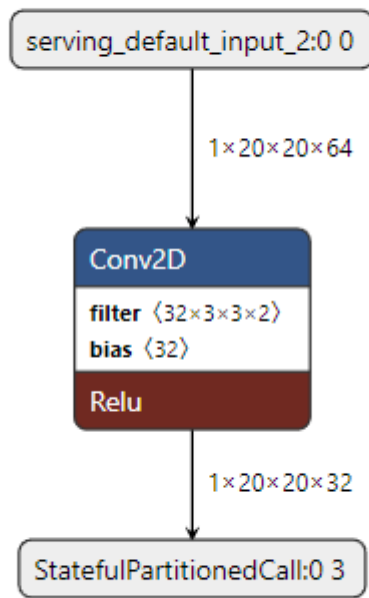 serving_default_input_2:0 0
1×20×20×64
Conv2D
filter ⟨32×3×3×2⟩
bias ⟨32⟩
Relu
1×20×20×32
StatefulPartitionedCall:0 3